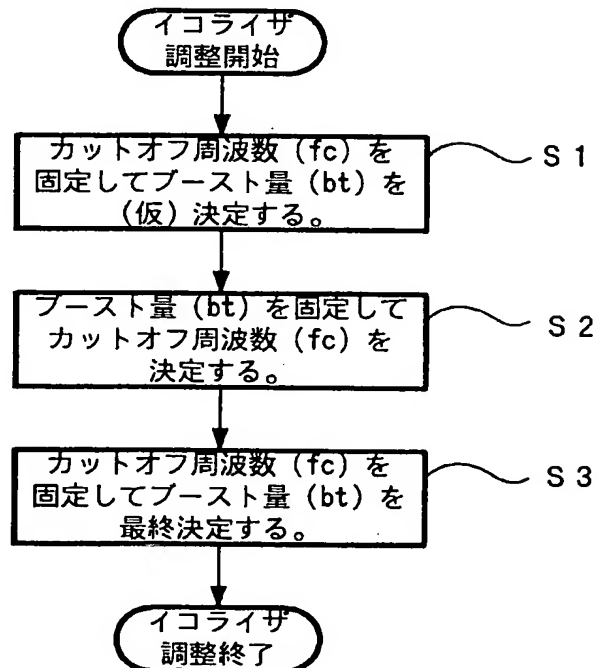 イコライザ
調整開始
カットオフ周波数（fc）を
固定してブースト量（bt）を
（仮）決定する。
S1
ブースト量（bt）を固定して
カットオフ周波数（fc）を
決定する。
S2
カットオフ周波数（fc）を
固定してブースト量（bt）を
最終決定する。
S3
イコライザ
調整終了